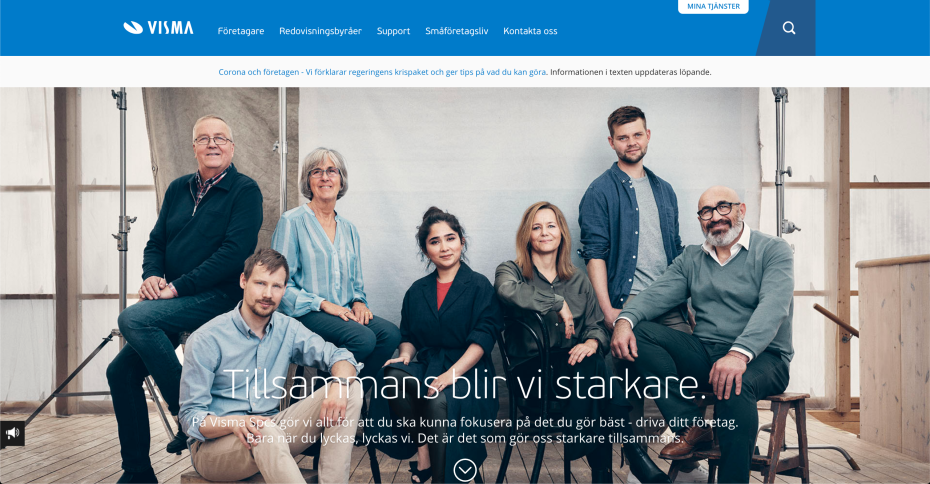 MINA TJÄNSTER
VISMA
Företagare Redovisningsbyråer Support Småföretagsliv Kontakta oss
Corona och företagen - Vi förklarar regeringens krispaket och ger tips på vad du kan göra. Informationen i texten uppdateras löpande.
Tillsammans blir vi starkare.
På Visma Spcs gör vi allt för att du ska kunna fokusera på det du gör bäst - driva ditt företag.
Bara när du lyckas, lyckas vi. Det är det som gör oss starkare tillsammans.